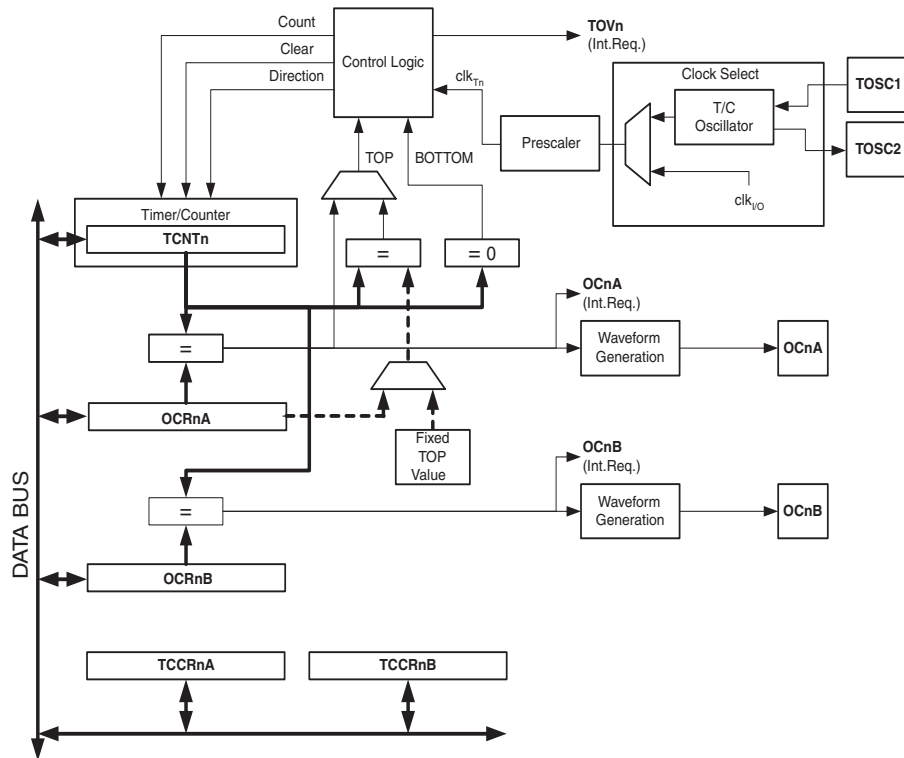 Count
Clear
Direction
Control Logic
TOVn
(Int.Req.)
clkTn
TOP
BOTTOM
Prescaler
Clock Select
T/C
Oscillator
clkI/O
TOSC1
TOSC2
Timer/Counter
TCNTn
=
= 0
=
OCnA
(Int.Req.)
Waveform
Generation
OCnA
OCRnA
Fixed
TOP
Value
=
OCnB
(Int.Req.)
Waveform
Generation
OCnB
OCRnB
TCCRnA
TCCRnB
DATA BUS